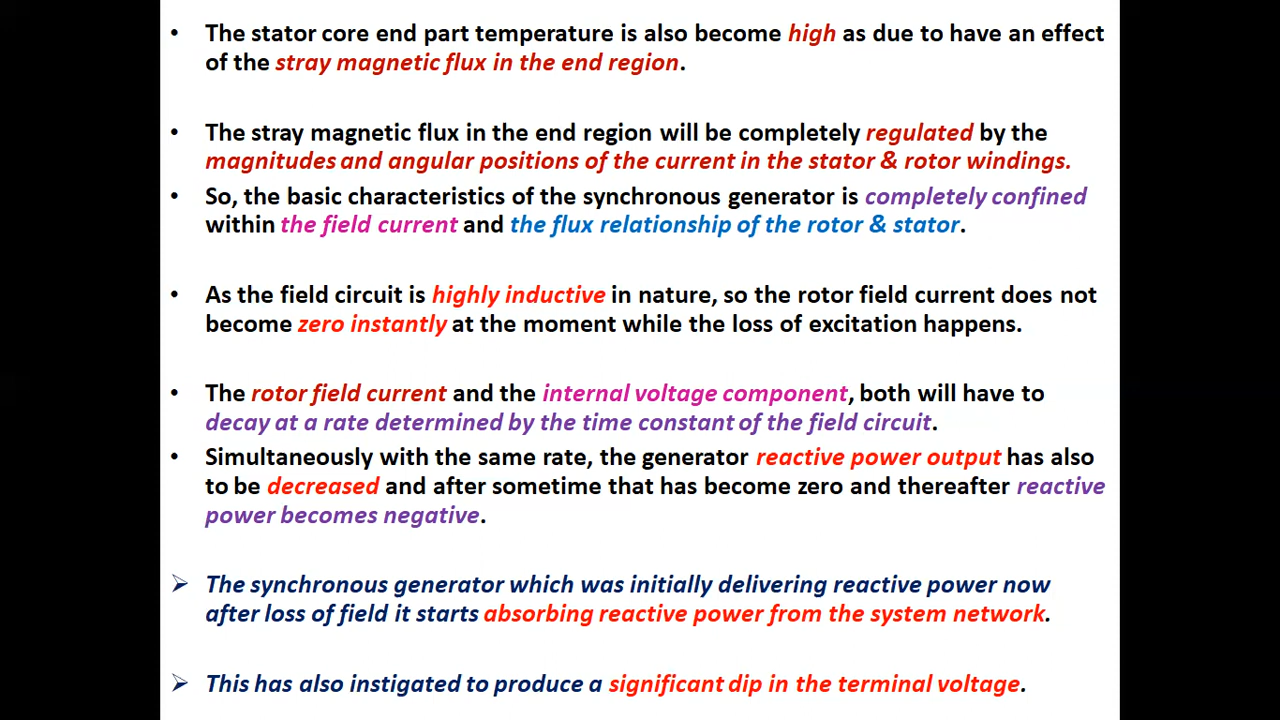 • The stator core end part temperature is also become high as due to have an effect
of the stray magnetic flux in the end region.
• The stray magnetic flux in the end region will be completely regulated by the
magnitudes and angular positions of the current in the stator & rotor windings.
• So, the basic characteristics of the synchronous generator is completely confined
within the field current and the flux relationship of the rotor & stator.
• As the field circuit is highly inductive in nature, so the rotor field current does not
become zero instantly at the moment while the loss of excitation happens.
• The rotor field current and the internal voltage component, both will have to
decay at a rate determined by the time constant of the field circuit.
• Simultaneously with the same rate, the generator reactive power output has also
to be decreased and after sometime that has become zero and thereafter reactive
power becomes negative.
➢ The synchronous generator which was initially delivering reactive power now
after loss of field it starts absorbing reactive power from the system network.
➢ This has also instigated to produce a significant dip in the terminal voltage.